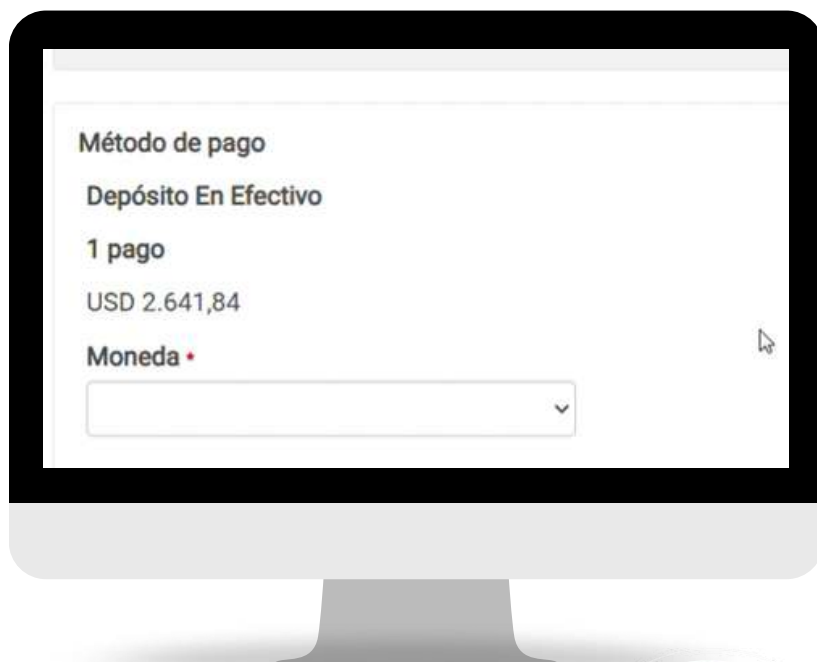 Método de pago
Depósito En Efectivo
1 pago
USD 2.641,84
Moneda •